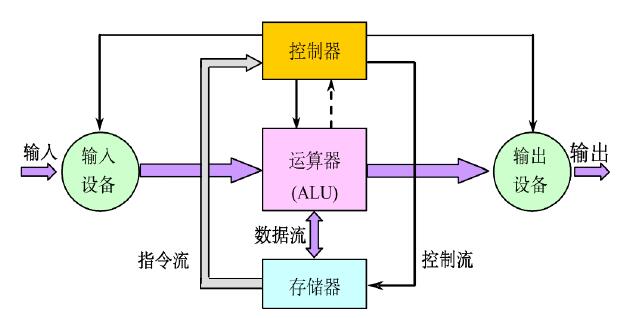 控制器
输入
输入
设备
运算器
(ALU)
输出
设备
输出
数据流
指令流
控制流
存储器